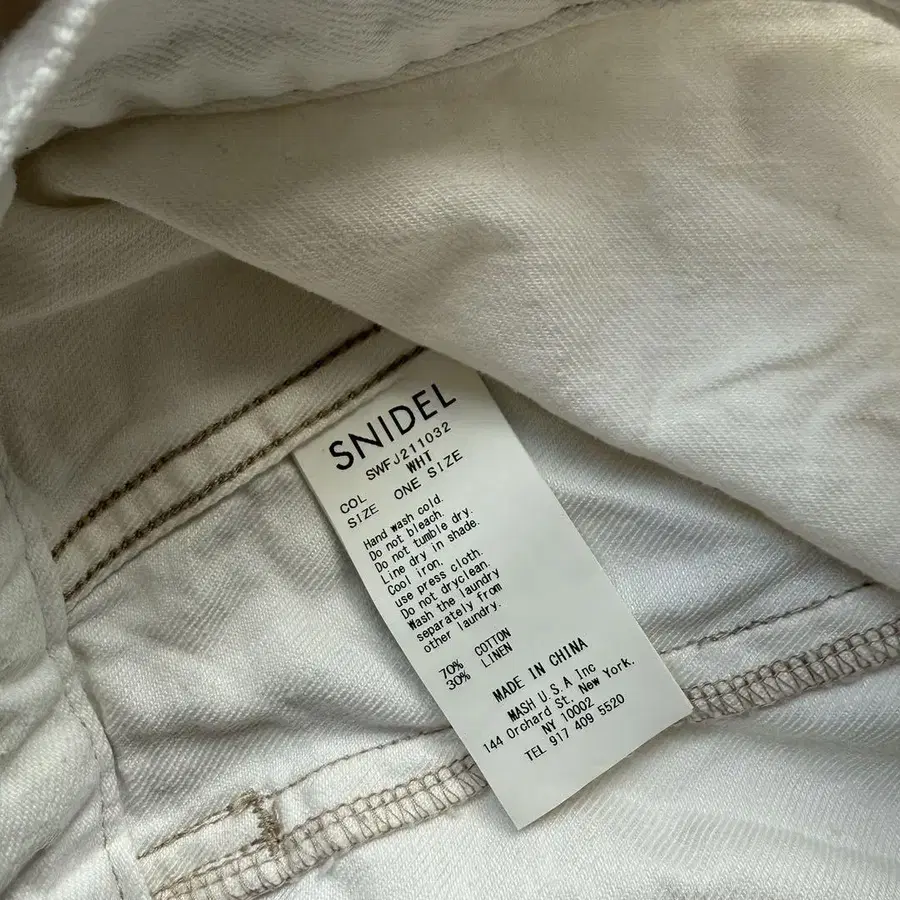 SNIDEL
SWFJ211032
COL WHT
SIZE ONE SIZE
Hand wash cold.
Do not bleach.
Do not tumble dry.
Line dry in shade.
Cool iron.
use press cloth.
Do not dryclean.
Wash the laundry
separately from
other laundry.
70% COTTON
30% LINEN
MADE IN CHINA
MASH U.S.A Inc
144 Orchard St. New York.
NY 10002
TEL 917 409 5520